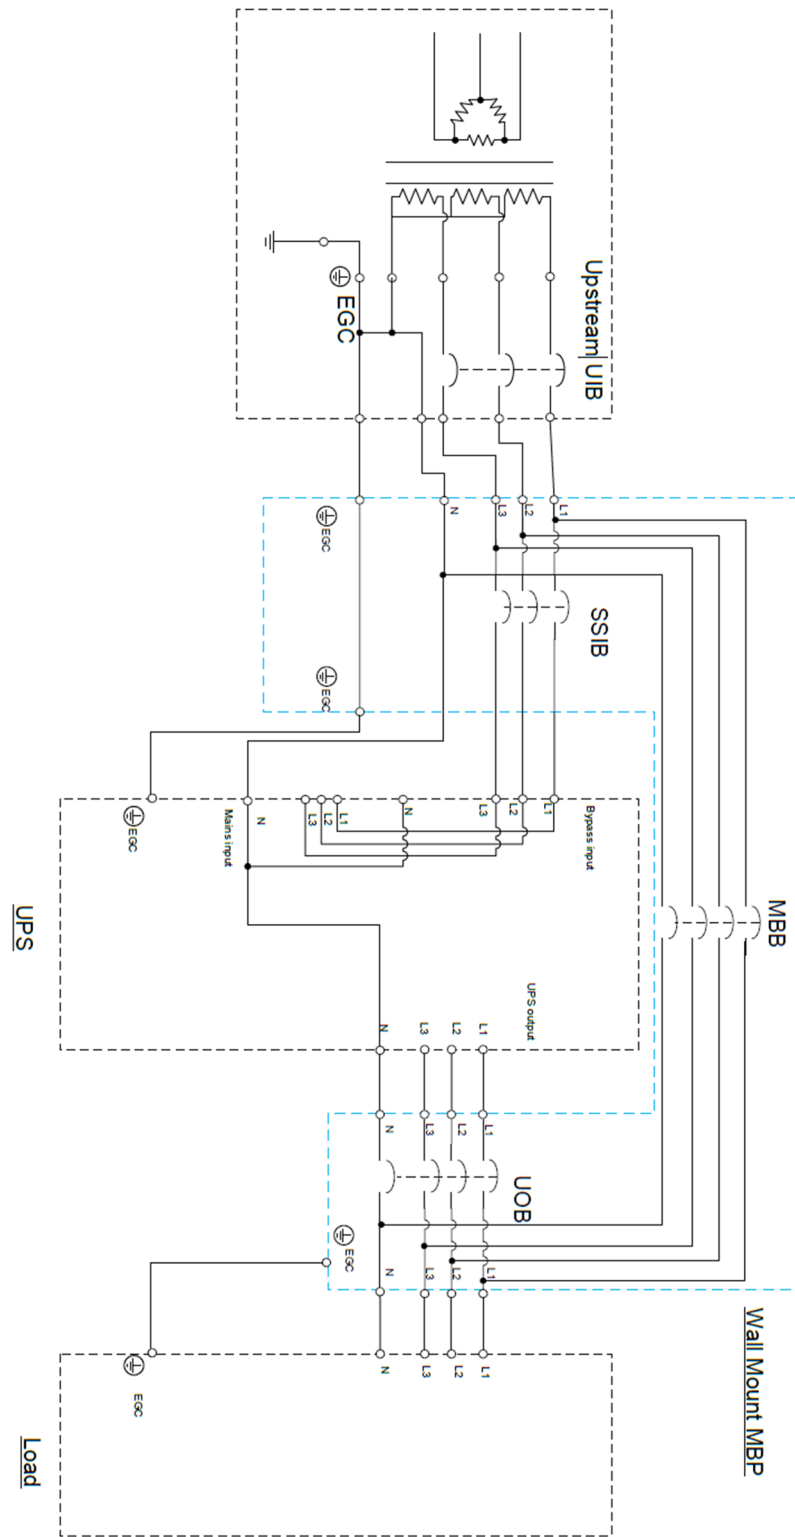 Upstream UIB
EGC
L1
L2
L3
N
EGC
SSIB
EGC
Bypass input
L1
L2
L3
N
L1
L2
L3
N
Mains input
EGC
UPS
MBB
UPS output
L1
L2
L3
N
L1
L2
L3
N
UOB
EGC
L1
L2
L3
N
Wall Mount MBP
L1
L2
L3
N
EGC
Load